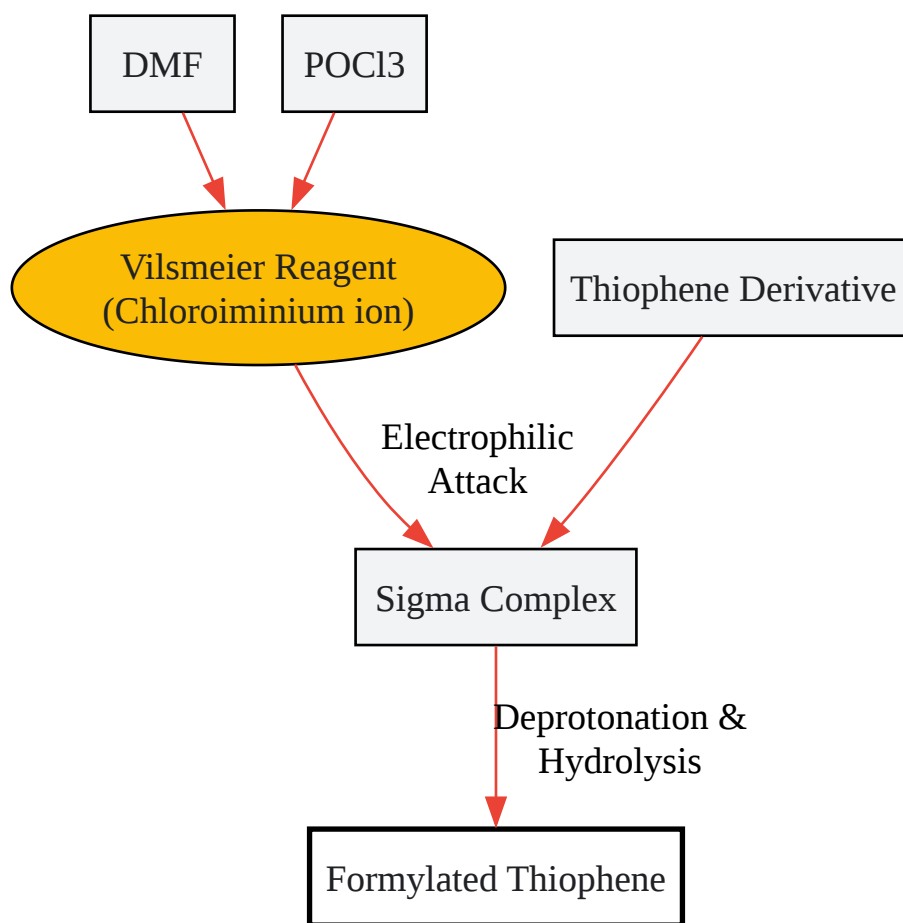 DMF
POCl3
Vilsmeier Reagent
(Chloroiminium ion)
Thiophene Derivative
Electrophilic
Attack
Sigma Complex
Deprotonation &
Hydrolysis
Formylated Thiophene